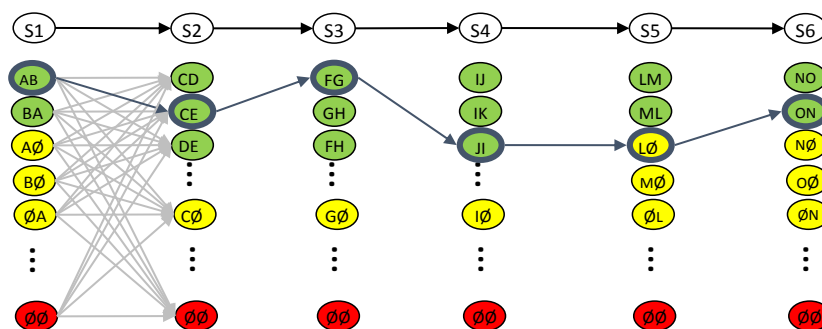 S1 S2 S3 S4 S5 S6
AB CD FG IJ LM NO
BA CE GH IK ML ON
AØ DE FH JI LØ NØ
BØ MØ OØ
ØA CØ GØ IØ ØL ØN
ØØ ØØ ØØ ØØ ØØ ØØ